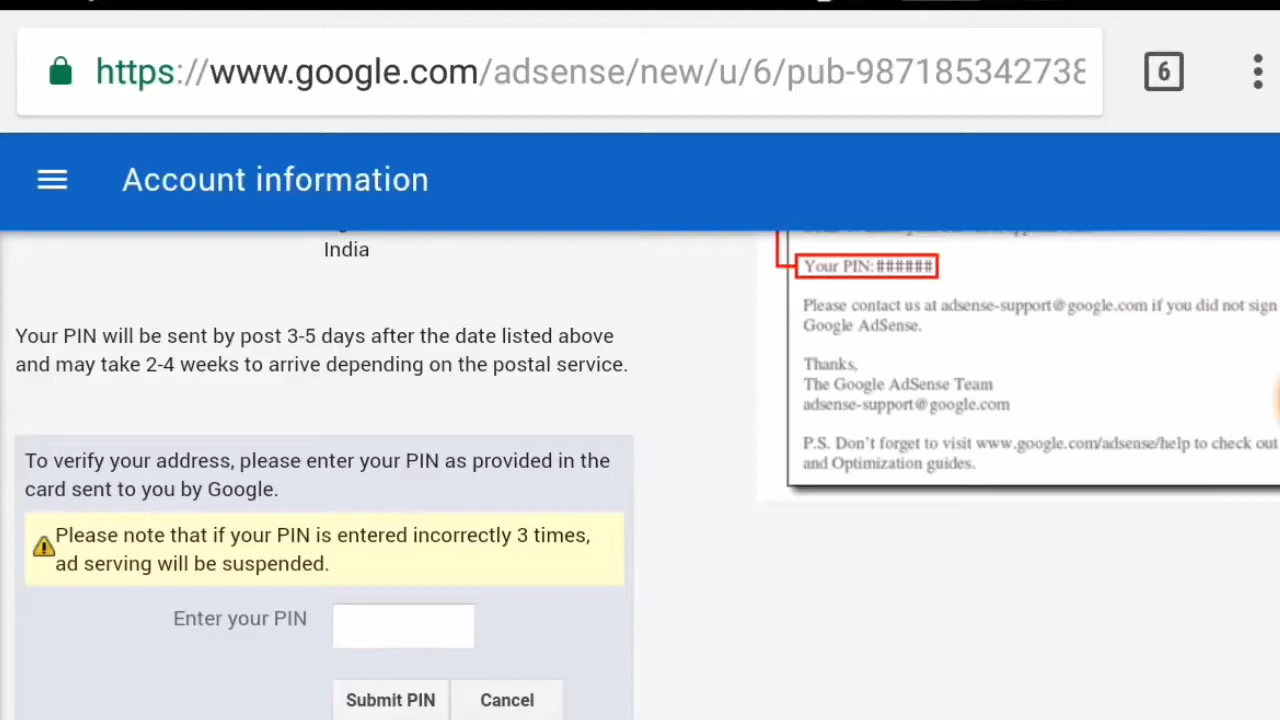 https://www.google.com/adsense/new/u/6/pub-987185342738
6
Account information
India
Your PIN will be sent by post 3-5 days after the date listed above
and may take 2-4 weeks to arrive depending on the postal service.
To verify your address, please enter your PIN as provided in the
card sent to you by Google.
Please note that if your PIN is entered incorrectly 3 times,
ad serving will be suspended.
Enter your PIN
Submit PIN
Cancel
Your PIN: ######
Please contact us at adsense-support@google.com if you did not sign
Google AdSense.
Thanks,
The Google AdSense Team
adsense-support@google.com
P.S. Don't forget to visit www.google.com/adsense/help to check out
and Optimization guides.